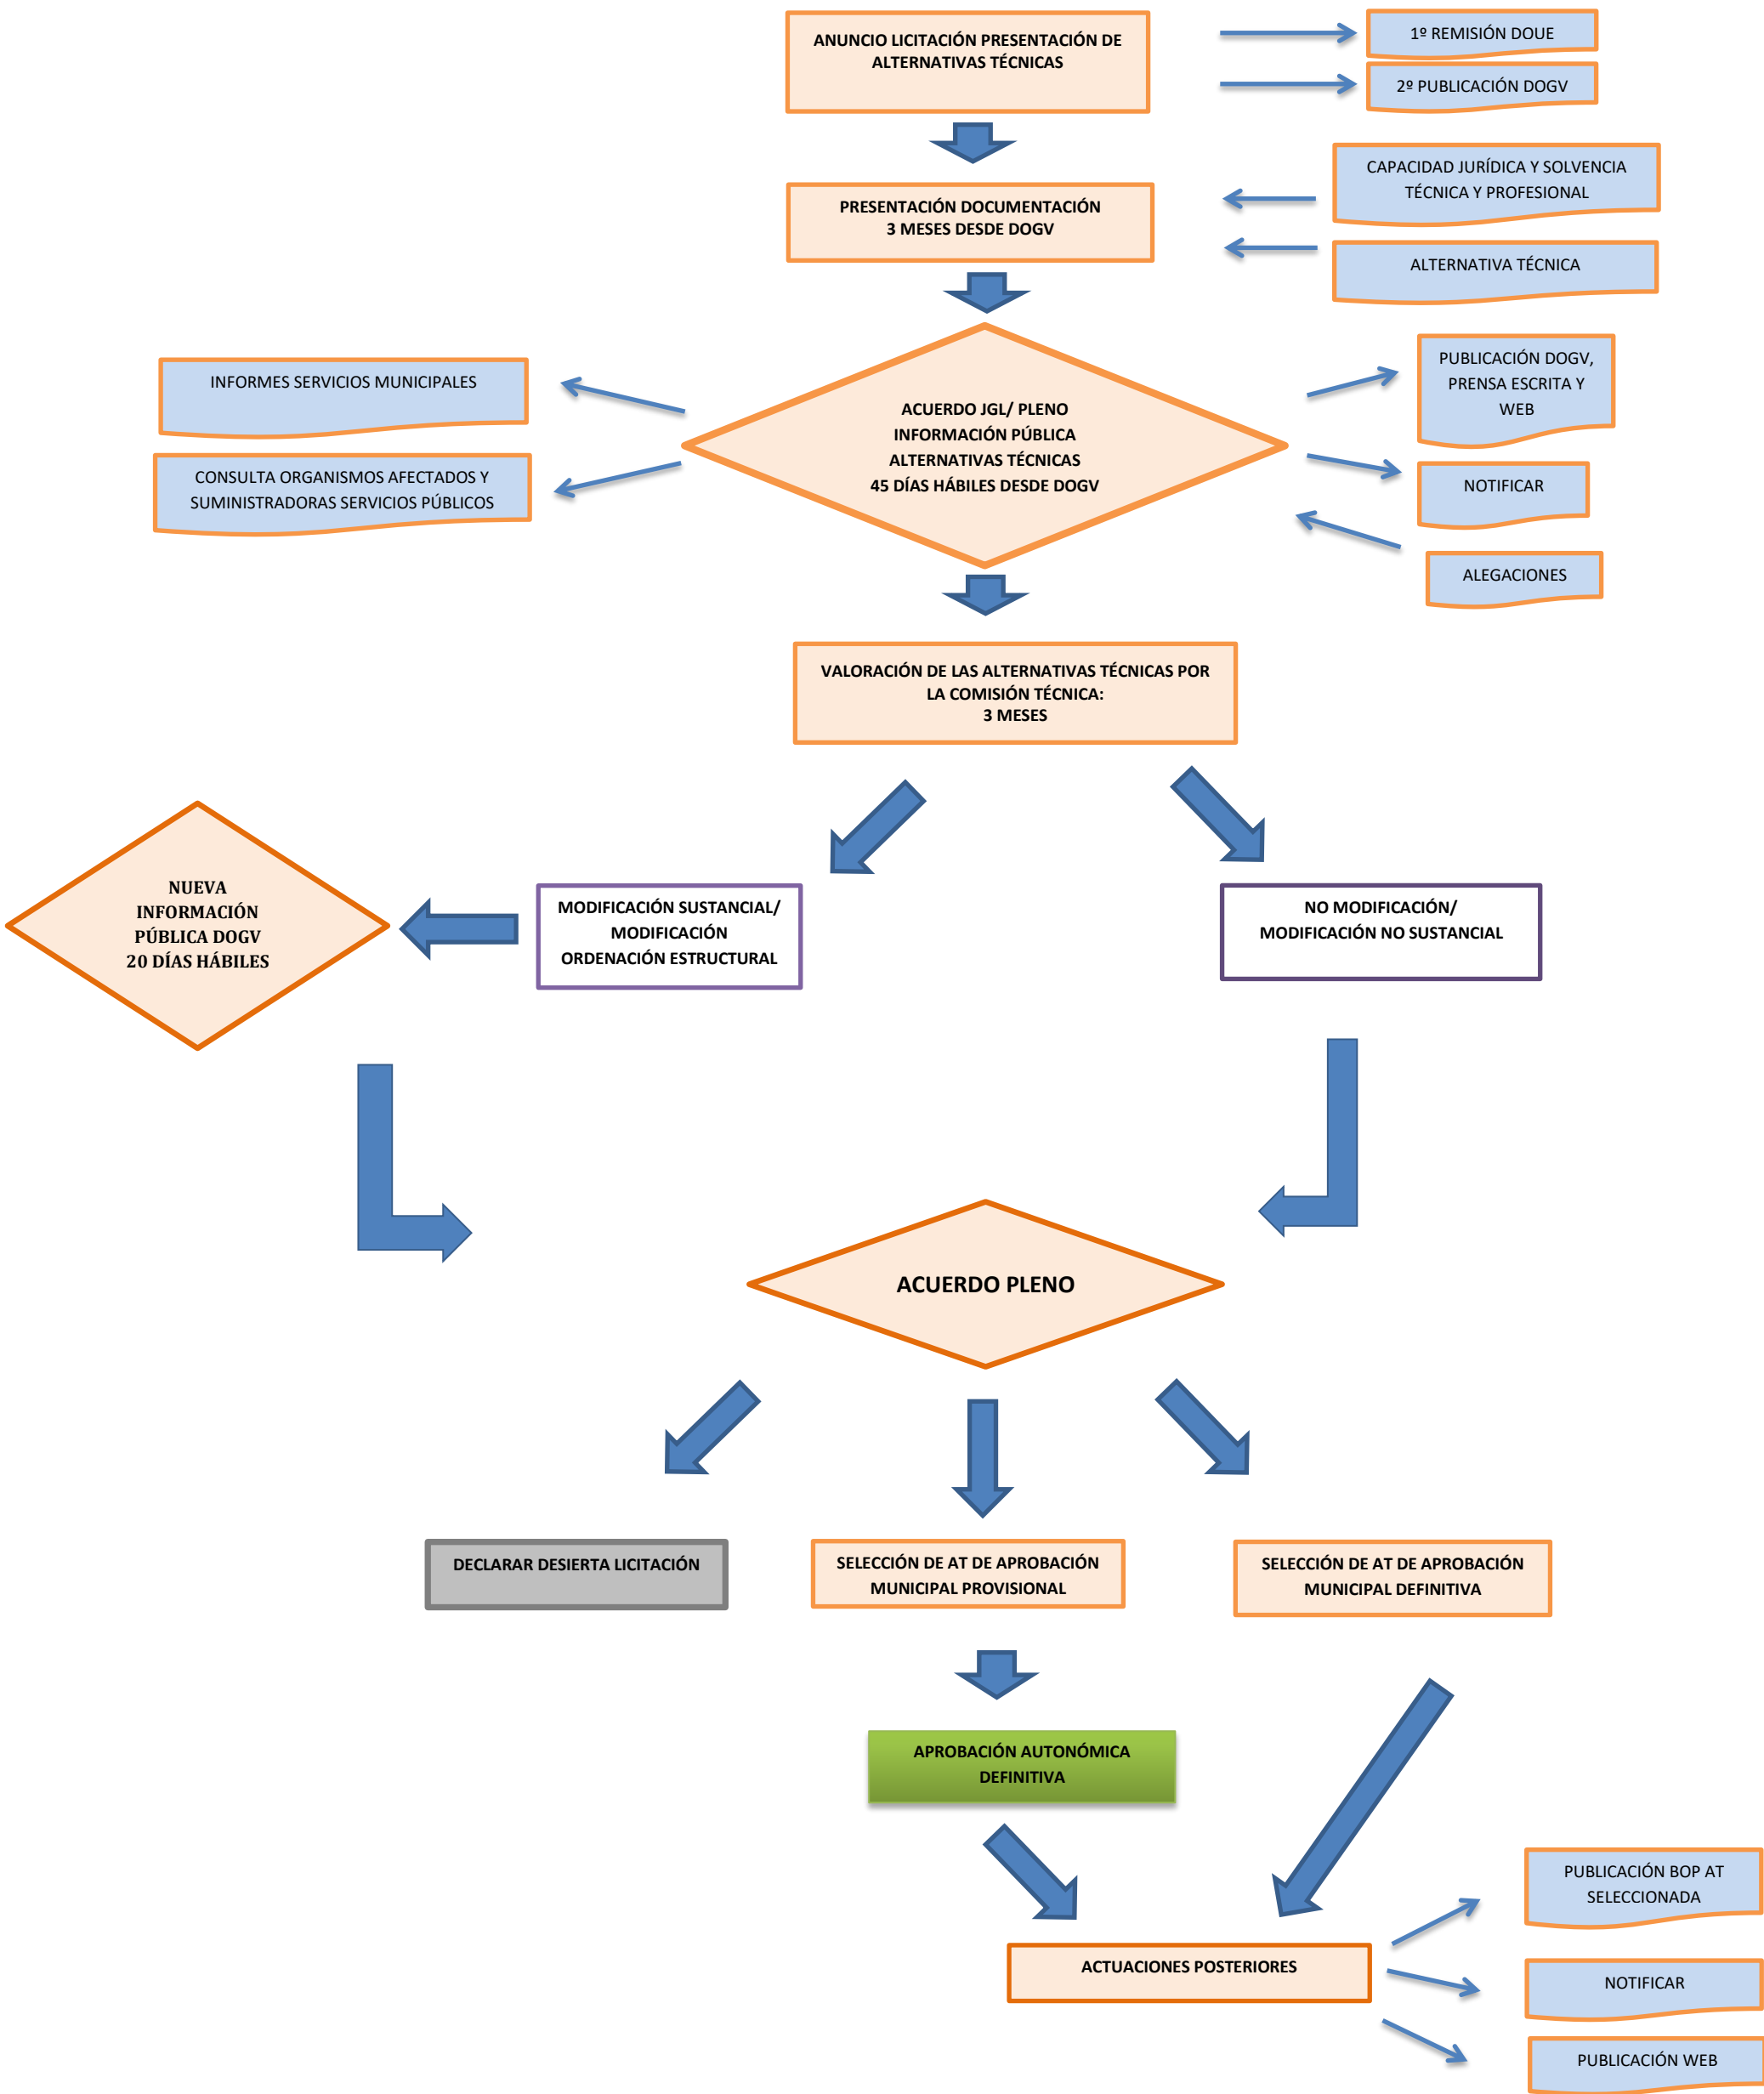 ANUNCIO LICITACIÓN PRESENTACIÓN DE
ALTERNATIVAS TÉCNICAS
1º REMISIÓN DOUE
2º PUBLICACIÓN DOGV
PRESENTACIÓN DOCUMENTACIÓN
3 MESES DESDE DOGV
CAPACIDAD JURÍDICA Y SOLVENCIA
TÉCNICA Y PROFESIONAL
ALTERNATIVA TÉCNICA
INFORMES SERVICIOS MUNICIPALES
CONSULTA ORGANISMOS AFECTADOS Y
SUMINISTRADORAS SERVICIOS PÚBLICOS
ACUERDO JGL/ PLENO
INFORMACIÓN PÚBLICA
ALTERNATIVAS TÉCNICAS
45 DÍAS HÁBILES DESDE DOGV
PUBLICACIÓN DOGV,
PRENSA ESCRITA Y
WEB
NOTIFICAR
ALEGACIONES
VALORACIÓN DE LAS ALTERNATIVAS TÉCNICAS POR
LA COMISIÓN TÉCNICA:
3 MESES
NUEVA
INFORMACIÓN
PÚBLICA DOGV
20 DÍAS HÁBILES
MODIFICACIÓN SUSTANCIAL/
MODIFICACIÓN
ORDENACIÓN ESTRUCTURAL
NO MODIFICACIÓN/
MODIFICACIÓN NO SUSTANCIAL
ACUERDO PLENO
DECLARAR DESIERTA LICITACIÓN
SELECCIÓN DE AT DE APROBACIÓN
MUNICIPAL PROVISIONAL
SELECCIÓN DE AT DE APROBACIÓN
MUNICIPAL DEFINITIVA
APROBACIÓN AUTONÓMICA
DEFINITIVA
ACTUACIONES POSTERIORES
PUBLICACIÓN BOP AT
SELECCIONADA
NOTIFICAR
PUBLICACIÓN WEB